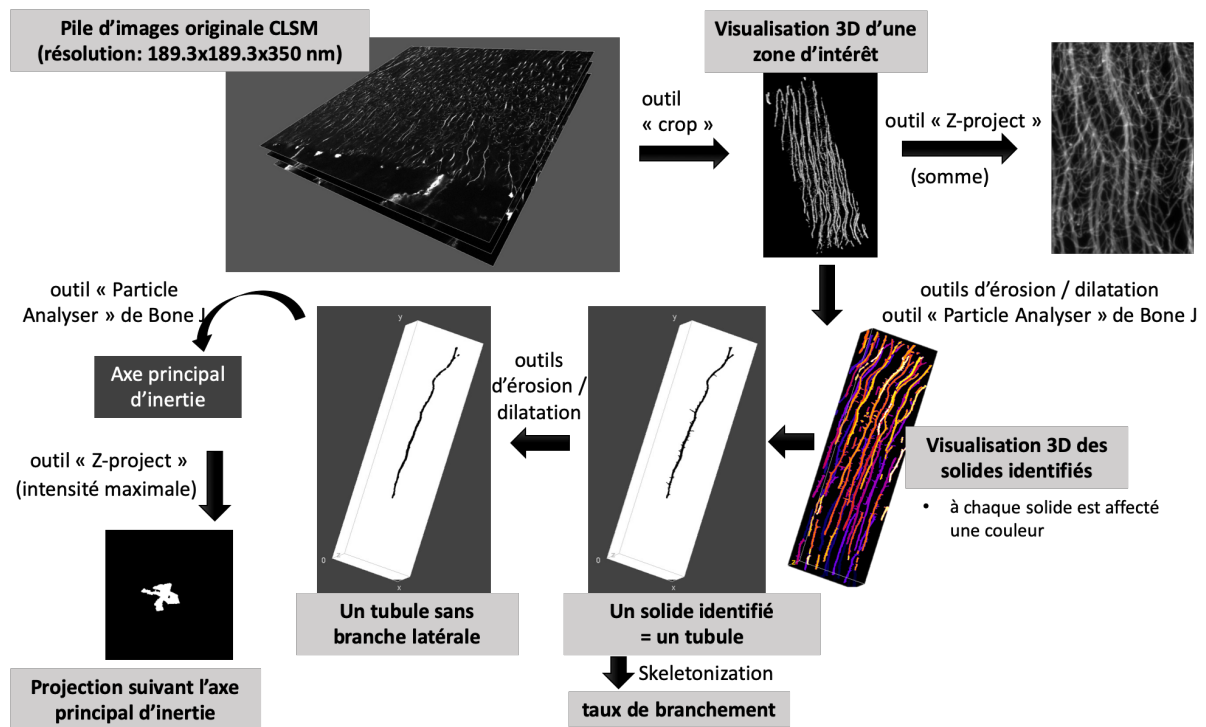 Pile d'images originale CLSM
(résolution: 189.3x189.3x350 nm)
outil
« crop »
Visualisation 3D d'une
zone d'intérêt
outil « Z-project »
(somme)
outils d'érosion / dilatation
outil « Particle Analyser » de Bone J
Visualisation 3D des
solides identifiés
• à chaque solide est affecté
une couleur
z
Un solide identifié
= un tubule
y
0
z
x
Skeletonization
taux de branchement
outils
d'érosion /
dilatation
Un tubule sans
branche latérale
y
0
z
x
outil « Particle
Analyser » de Bone J
Axe principal
d'inertie
outil « Z-project »
(intensité maximale)
Projection suivant l'axe
principal d'inertie